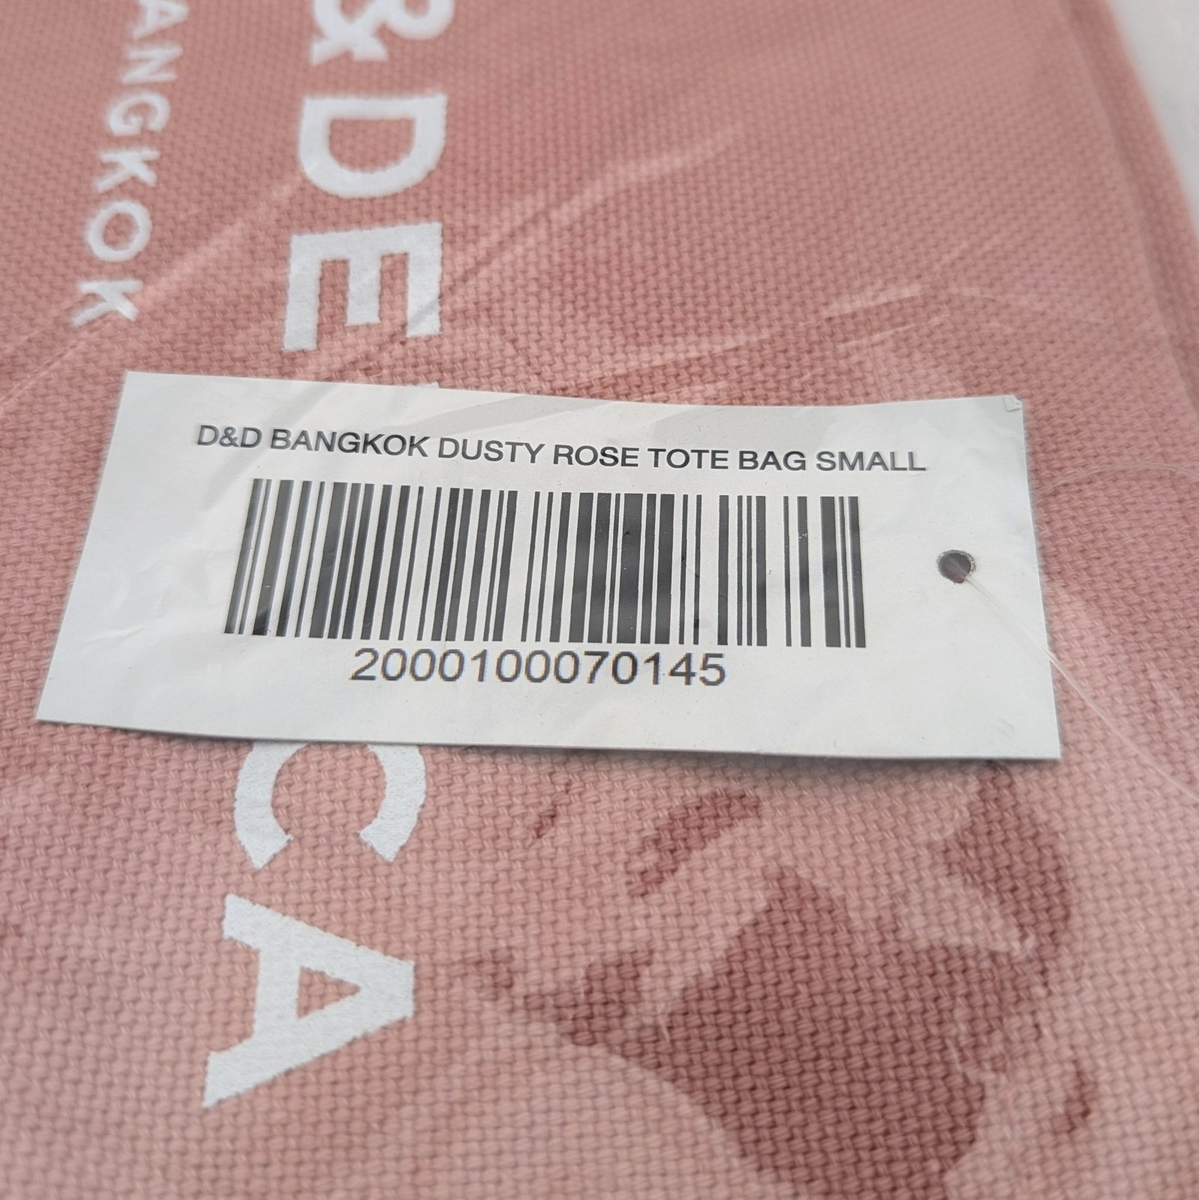 D&D BANGKOK DUSTY ROSE TOTE BAG SMALL
2000100070145
&DE
CA
ANGKOK